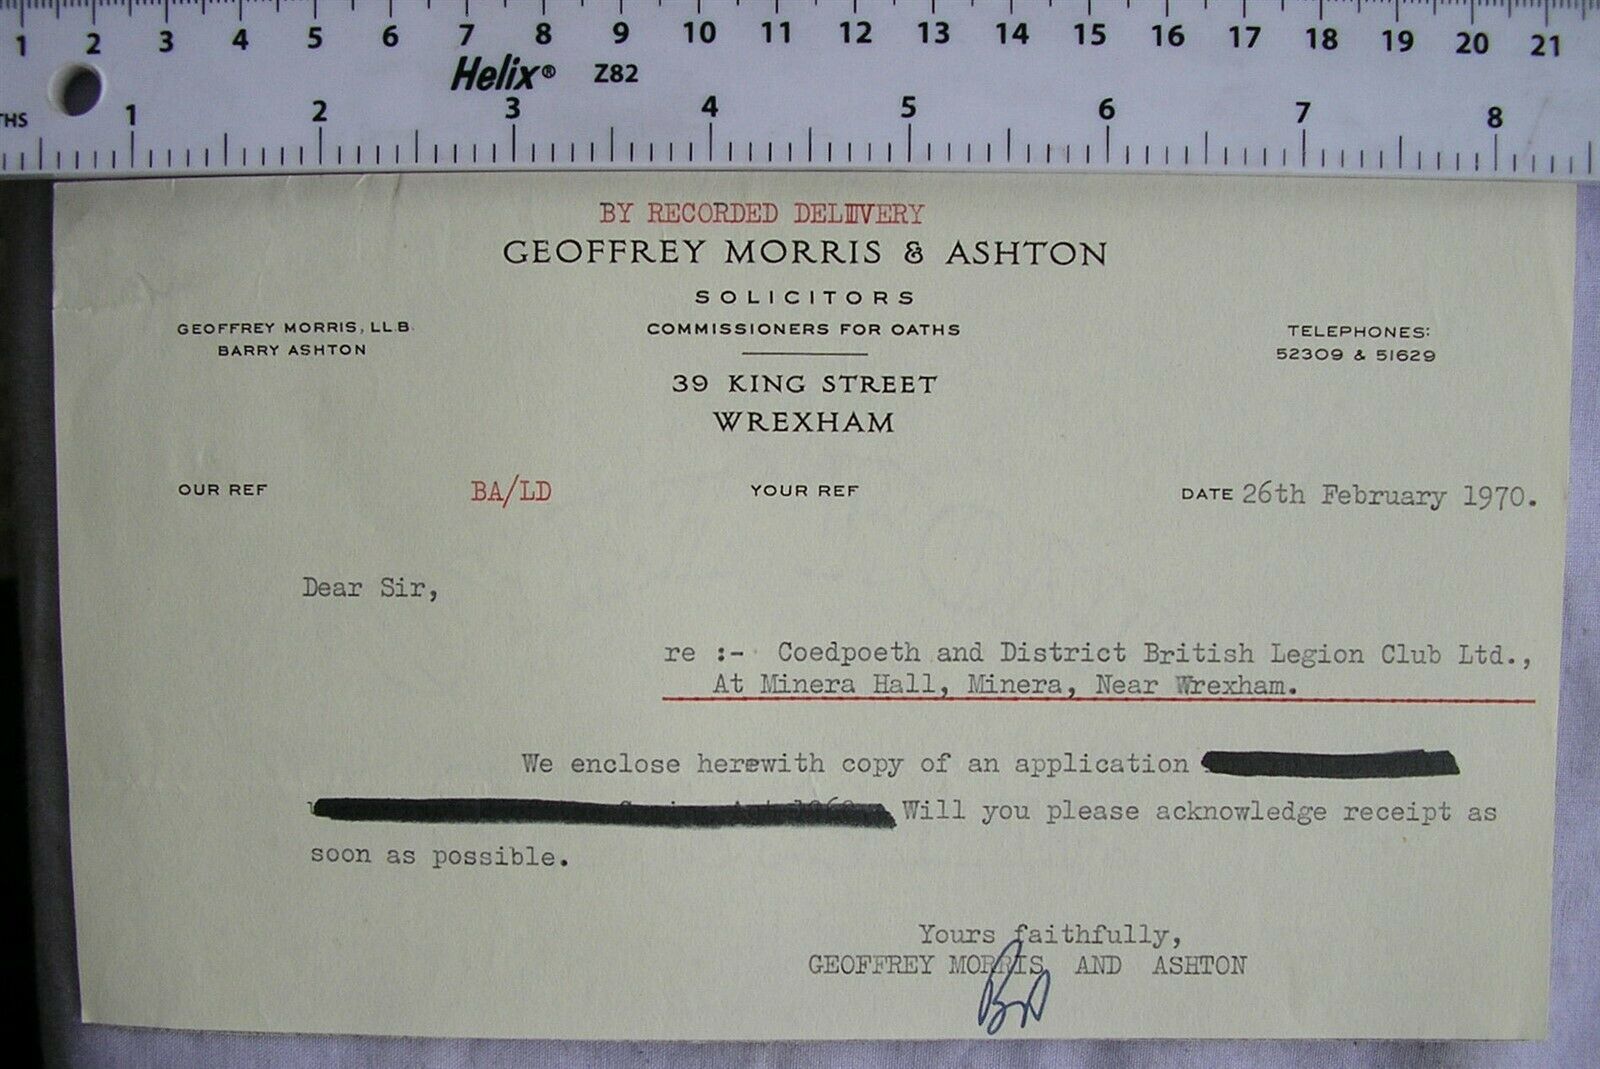 1 2 3 4 5 6 7 8 9 10 11 12 13 14 15 16 17 18 19 20 21
Helix® Z82
THS 1 2 3 4 5 6 7 8
BY RECORDED DELIVERY
GEOFFREY MORRIS & ASHTON
SOLICITORS
GEOFFREY MORRIS, LL.B.
BARRY ASHTON
COMMISSIONERS FOR OATHS
TELEPHONES:
52309 & 51629
39 KING STREET
WREXHAM
OUR REF BA/LD YOUR REF DATE 26th February 1970.
Dear Sir,
re :- Coedpoeth and District British Legion Club Ltd.,
At Minera Hall, Minera, Near Wrexham.
We enclose herewith copy of an application
Will you please acknowledge receipt as
soon as possible.
Yours faithfully,
GEOFFREY MORRIS AND ASHTON
BA